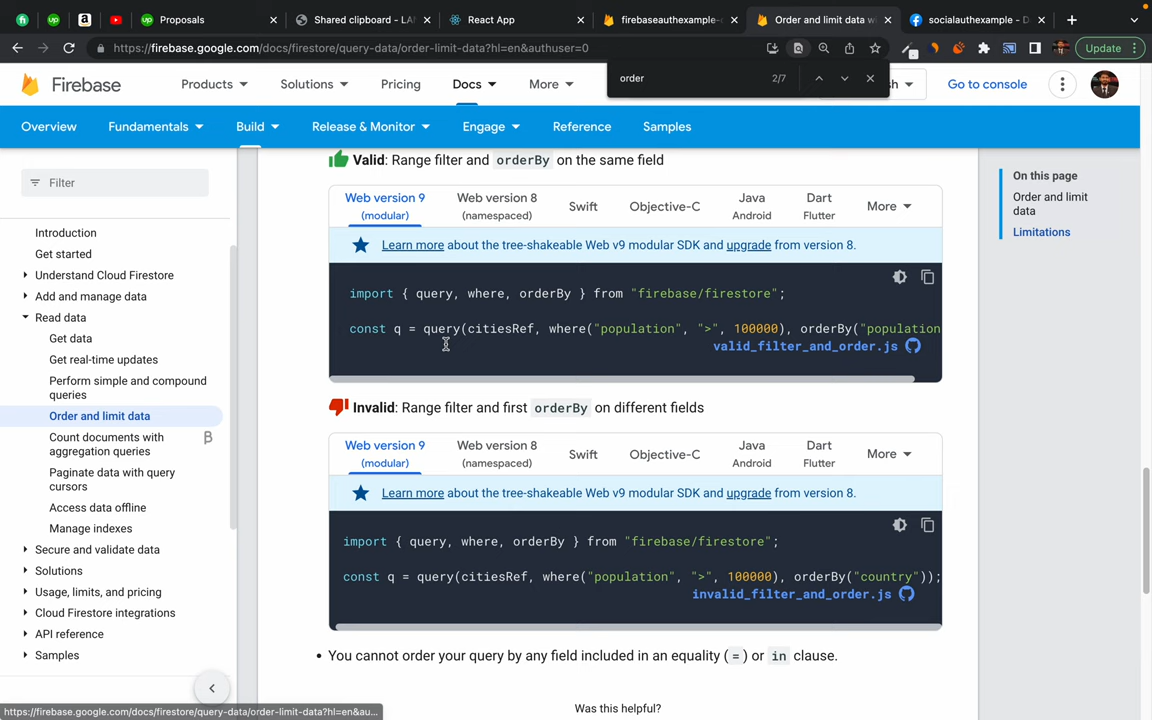 Proposals
Shared clipboard - LA
React App
firebaseauthexample-
Order and limit data wi
socialauthexample - D
https://firebase.google.com/docs/firestore/query-data/order-limit-data?hl=en&authuser=0
Update
order
2/7
Firebase
Products
Solutions
Pricing
Docs
More
Go to console
Overview
Fundamentals
Build
Release & Monitor
Engage
Reference
Samples
Filter
Introduction
Get started
Understand Cloud Firestore
Add and manage data
Read data
Get data
Get real-time updates
Perform simple and compound
queries
Order and limit data
Count documents with
aggregation queries
Paginate data with query
cursors
Access data offline
Manage indexes
Secure and validate data
Solutions
Usage, limits, and pricing
Cloud Firestore integrations
API reference
Samples
Valid: Range filter and orderBy on the same field
Web version 9
(modular)
Web version 8
(namespaced)
Swift
Objective-C
Java
Android
Dart
Flutter
More
Learn more about the tree-shakeable Web v9 modular SDK and upgrade from version 8.
import { query, where, orderBy } from "firebase/firestore";
const q = query(citiesRef, where("population", ">", 100000), orderBy("population
valid_filter_and_order.js
Invalid: Range filter and first orderBy on different fields
Web version 9
(modular)
Web version 8
(namespaced)
Swift
Objective-C
Java
Android
Dart
Flutter
More
Learn more about the tree-shakeable Web v9 modular SDK and upgrade from version 8.
import { query, where, orderBy } from "firebase/firestore";
const q = query(citiesRef, where("population", ">", 100000), orderBy("country"));
invalid_filter_and_order.js
• You cannot order your query by any field included in an equality (=) or in clause.
Was this helpful?
On this page
Order and limit
data
Limitations
https://firebase.google.com/docs/firestore/query-data/order-limit-data?hl=en&au...